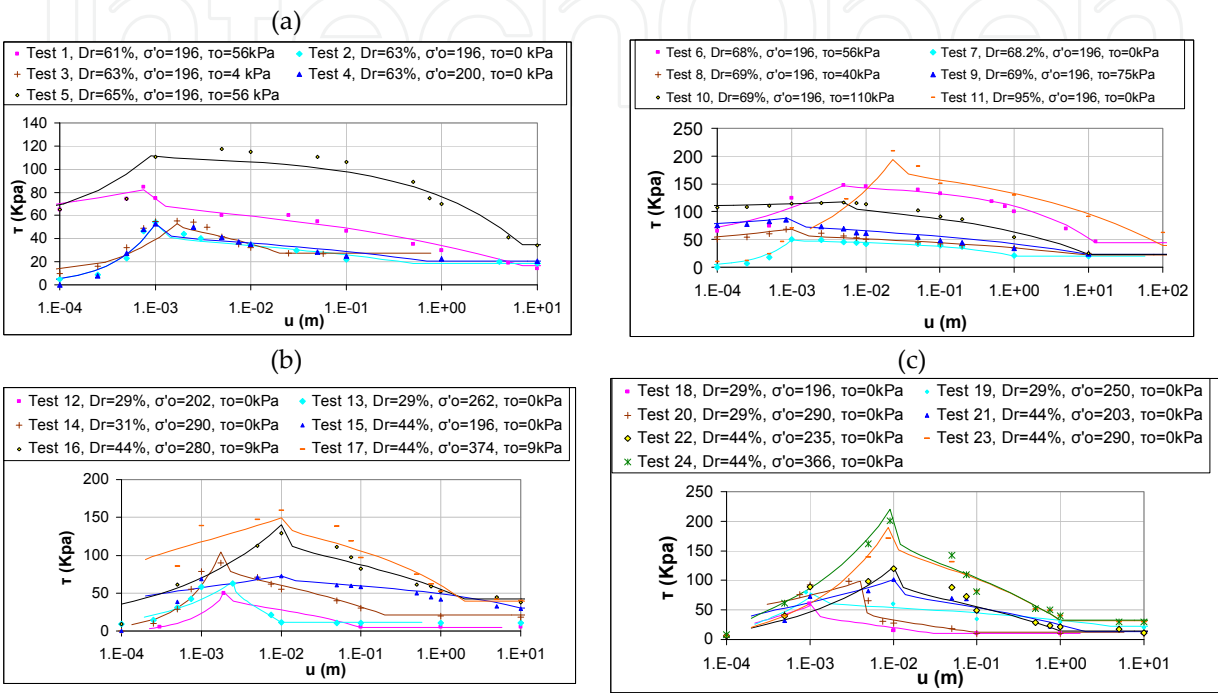 (a)
Test 1, Dr=61%, σ'o=196, τo=56kPa
Test 2, Dr=63%, σ'o=196, τo=0 kPa
Test 3, Dr=63%, σ'o=196, τo=4 kPa
Test 4, Dr=63%, σ'o=200, τo=0 kPa
Test 5, Dr=65%, σ'o=196, τo=56 kPa
τ (Kpa)
140
120
100
80
60
40
20
0
1.E-04 1.E-03 1.E-02 1.E-01 1.E+00 1.E+01
u (m)
Test 6, Dr=68%, σ'o=196, τo=56kPa
Test 7, Dr=68.2%, σ'o=196, τo=0kPa
Test 8, Dr=69%, σ'o=196, τo=40kPa
Test 9, Dr=69%, σ'o=196, τo=75kPa
Test 10, Dr=69%, σ'o=196, τo=110kPa
Test 11, Dr=95%, σ'o=196, τo=0kPa
τ (Kpa)
250
200
150
100
50
0
1.E-04 1.E-03 1.E-02 1.E-01 1.E+00 1.E+01 1.E+02
u (m)
(b)
(c)
Test 12, Dr=29%, σ'o=202, τo=0kPa
Test 13, Dr=29%, σ'o=262, τo=0kPa
Test 14, Dr=31%, σ'o=290, τo=0kPa
Test 15, Dr=44%, σ'o=196, τo=0kPa
Test 16, Dr=44%, σ'o=280, τo=9kPa
Test 17, Dr=44%, σ'o=374, τo=9kPa
τ (Kpa)
200
150
100
50
0
1.E-04 1.E-03 1.E-02 1.E-01 1.E+00 1.E+01
u (m)
Test 18, Dr=29%, σ'o=196, τo=0kPa
Test 19, Dr=29%, σ'o=250, τo=0kPa
Test 20, Dr=29%, σ'o=290, τo=0kPa
Test 21, Dr=44%, σ'o=203, τo=0kPa
Test 22, Dr=44%, σ'o=235, τo=0kPa
Test 23, Dr=44%, σ'o=290, τo=0kPa
Test 24, Dr=44%, σ'o=366, τo=0kPa
τ (Kpa)
250
200
150
100
50
0
1.E-04 1.E-03 1.E-02 1.E-01 1.E+00 1.E+01
u (m)